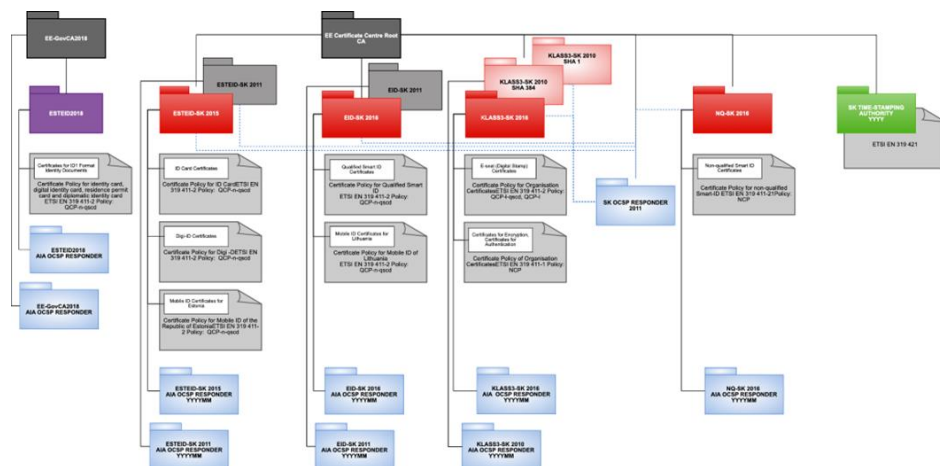 EE-GovCA2018
EE Certificate Centre Root
CA
KLASS3-SK 2010
SHA 1
ESTEID-SK 2011
EID-SK 2011
KLASS3-SK 2010
SHA 384
ESTEID2018
ESTEID-SK 2015
EID-SK 2016
KLASS3-SK 2016
NQ-SK 2016
SK TIME-STAMPING
AUTHORITY
YYYY
ETSI EN 319 421
Certificates for ID1 Format
Identity Documents
Certificate Policy for identity card,
digital identity card, residence permit
card and diplomatic identity card
ETSI EN 319 411-2 Policy:
QCP-n-qscd
ID Card Certificates
Certificate Policy for ID CardETSI EN
411-2 Policy: QCP-n-qscd
Qualified Smart ID
Certificates
Certificate Policy for Qualified Smart
ID
ETSI EN 319 411-2 Policy:
QCP-n-qscd
E-seal (Digital Stamp)
Certificates
Certificate Policy for Organisation
CertificatesETSI EN 319 411-2 Policy:
QCP-l-qscd, QCP-l
Non-qualified Smart ID
Certificates
Certificate Policy for non-qualified
Smart-ID ETSI EN 319 411-21Policy:
NCP
SK OCSP RESPONDER
2011
ESTEID2018
AIA OCSP RESPONDER
Digi-ID Certificates
Certificate Policy for Digi -DETSI EN
319 411-2 Policy: QCP-n-qscd
Mobile ID Certificates for
Lithuania
Certificate Policy for Mobile ID of
Lithuania
ETSI EN 319 411-2 Policy:
QCP-n-qscd
Certificates for Encryption,
Certificates for
Authentication
Certificate Policy of Organisation
CertificatesETSI EN 319 411-1 Policy:
NCP
EE-GovCA2018
AIA OCSP RESPONDER
Mobile ID Certificates for
Estonia
Certificate Policy for Mobile ID of the
Republic of EstoniaETSI EN 319 411-
2 Policy: QCP-n-qscd
ESTEID-SK 2015
AIA OCSP RESPONDER
YYYYMM
EID-SK 2016
AIA OCSP RESPONDER
YYYYMM
KLASS3-SK 2016
AIA OCSP RESPONDER
YYYYMM
NQ-SK 2016
AIA OCSP RESPONDER
YYYYMM
ESTEID-SK 2011
AIA OCSP RESPONDER
YYYYMM
EID-SK 2011
AIA OCSP RESPONDER
YYYYMM
KLASS3-SK 2010
AIA OCSP RESPONDER
YYYYMM